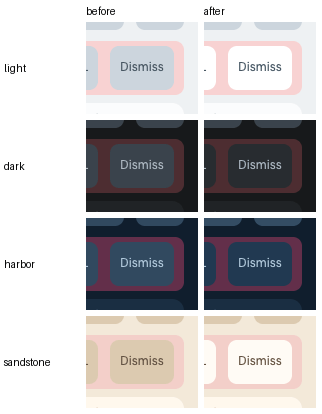 before after
light . Dismiss . Dismiss
dark . Dismiss Dismiss
harbor . Dismiss Dismiss
sandstone Dismiss . Dismiss